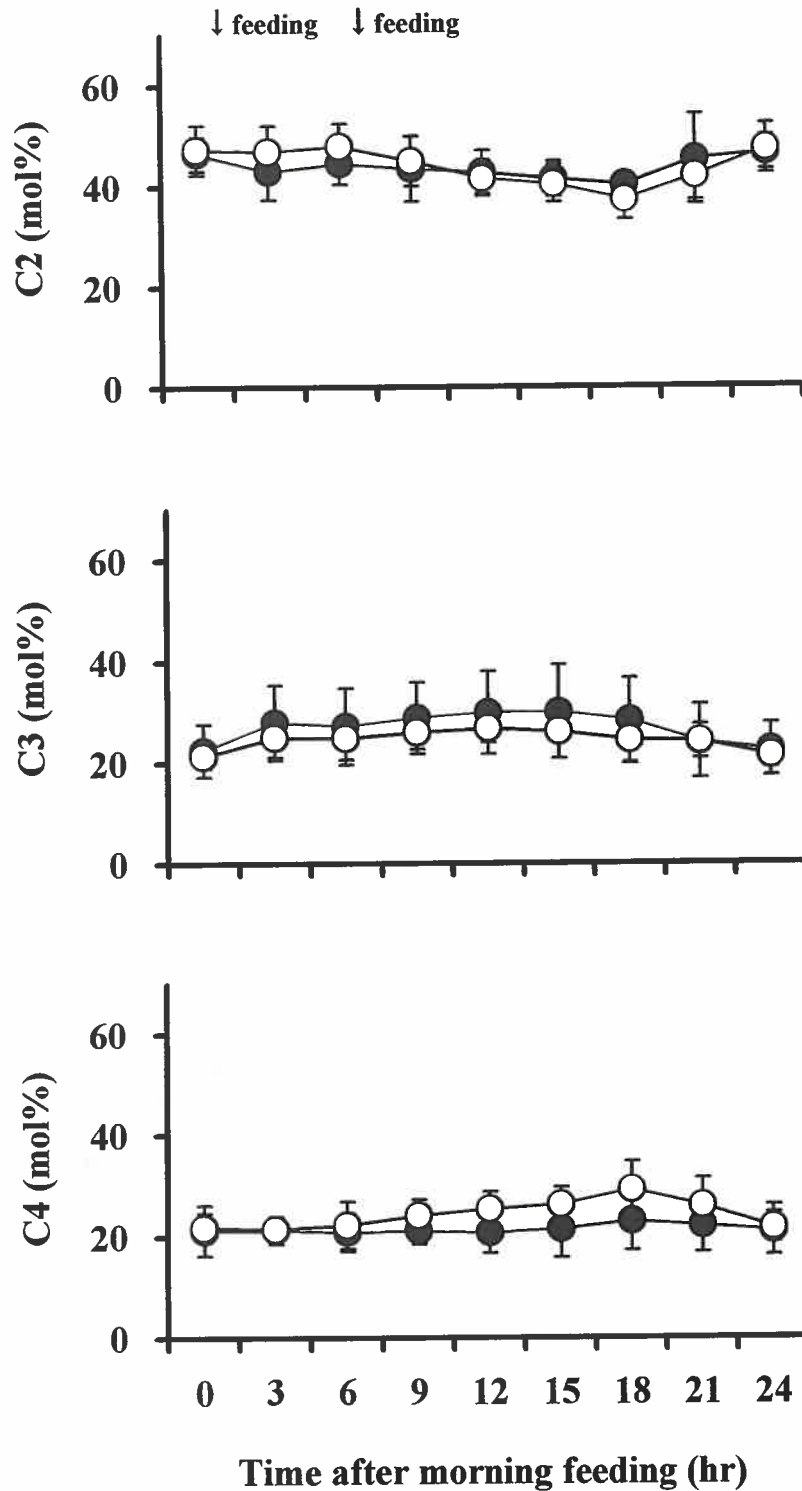 ↓ feeding ↓ feeding
60
40
20
0
C2 (mol%)
60
40
20
0
C3 (mol%)
60
40
20
0
C4 (mol%)
0 3 6 9 12 15 18 21 24
Time after morning feeding (hr)